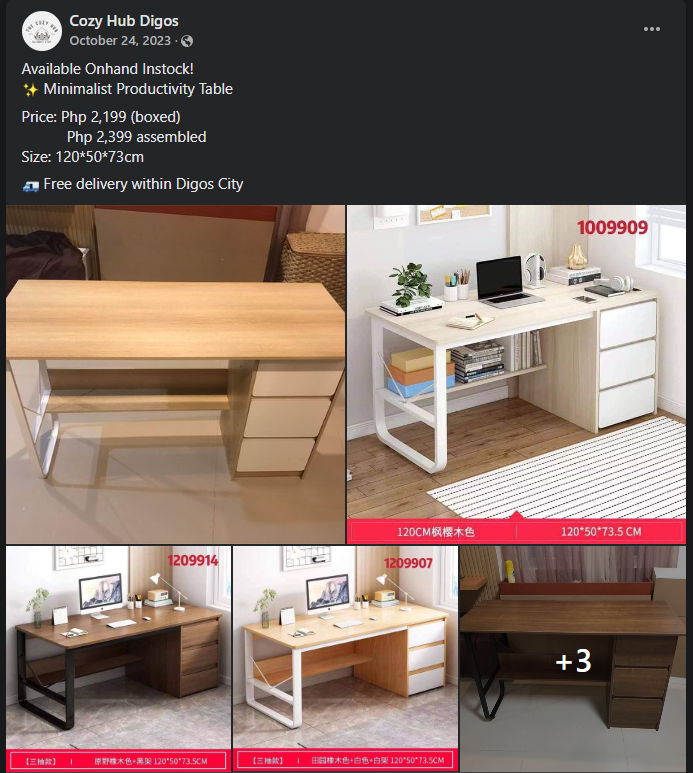 Cozy Hub Digos
October 24, 2023 ·
Available Onhand Instock!
✨ Minimalist Productivity Table
Price: Php 2,199 (boxed)
Php 2,399 assembled
Size: 120*50*73cm
🚐 Free delivery within Digos City
1009909
120CM枫樱木色 120*50*73.5 CM
1209914
【三抽款】 原野橡木色+黑架 120*50*73.5CM
1209907
【三抽款】 田园橡木色+白色+白架 120*50*73.5CM
+3